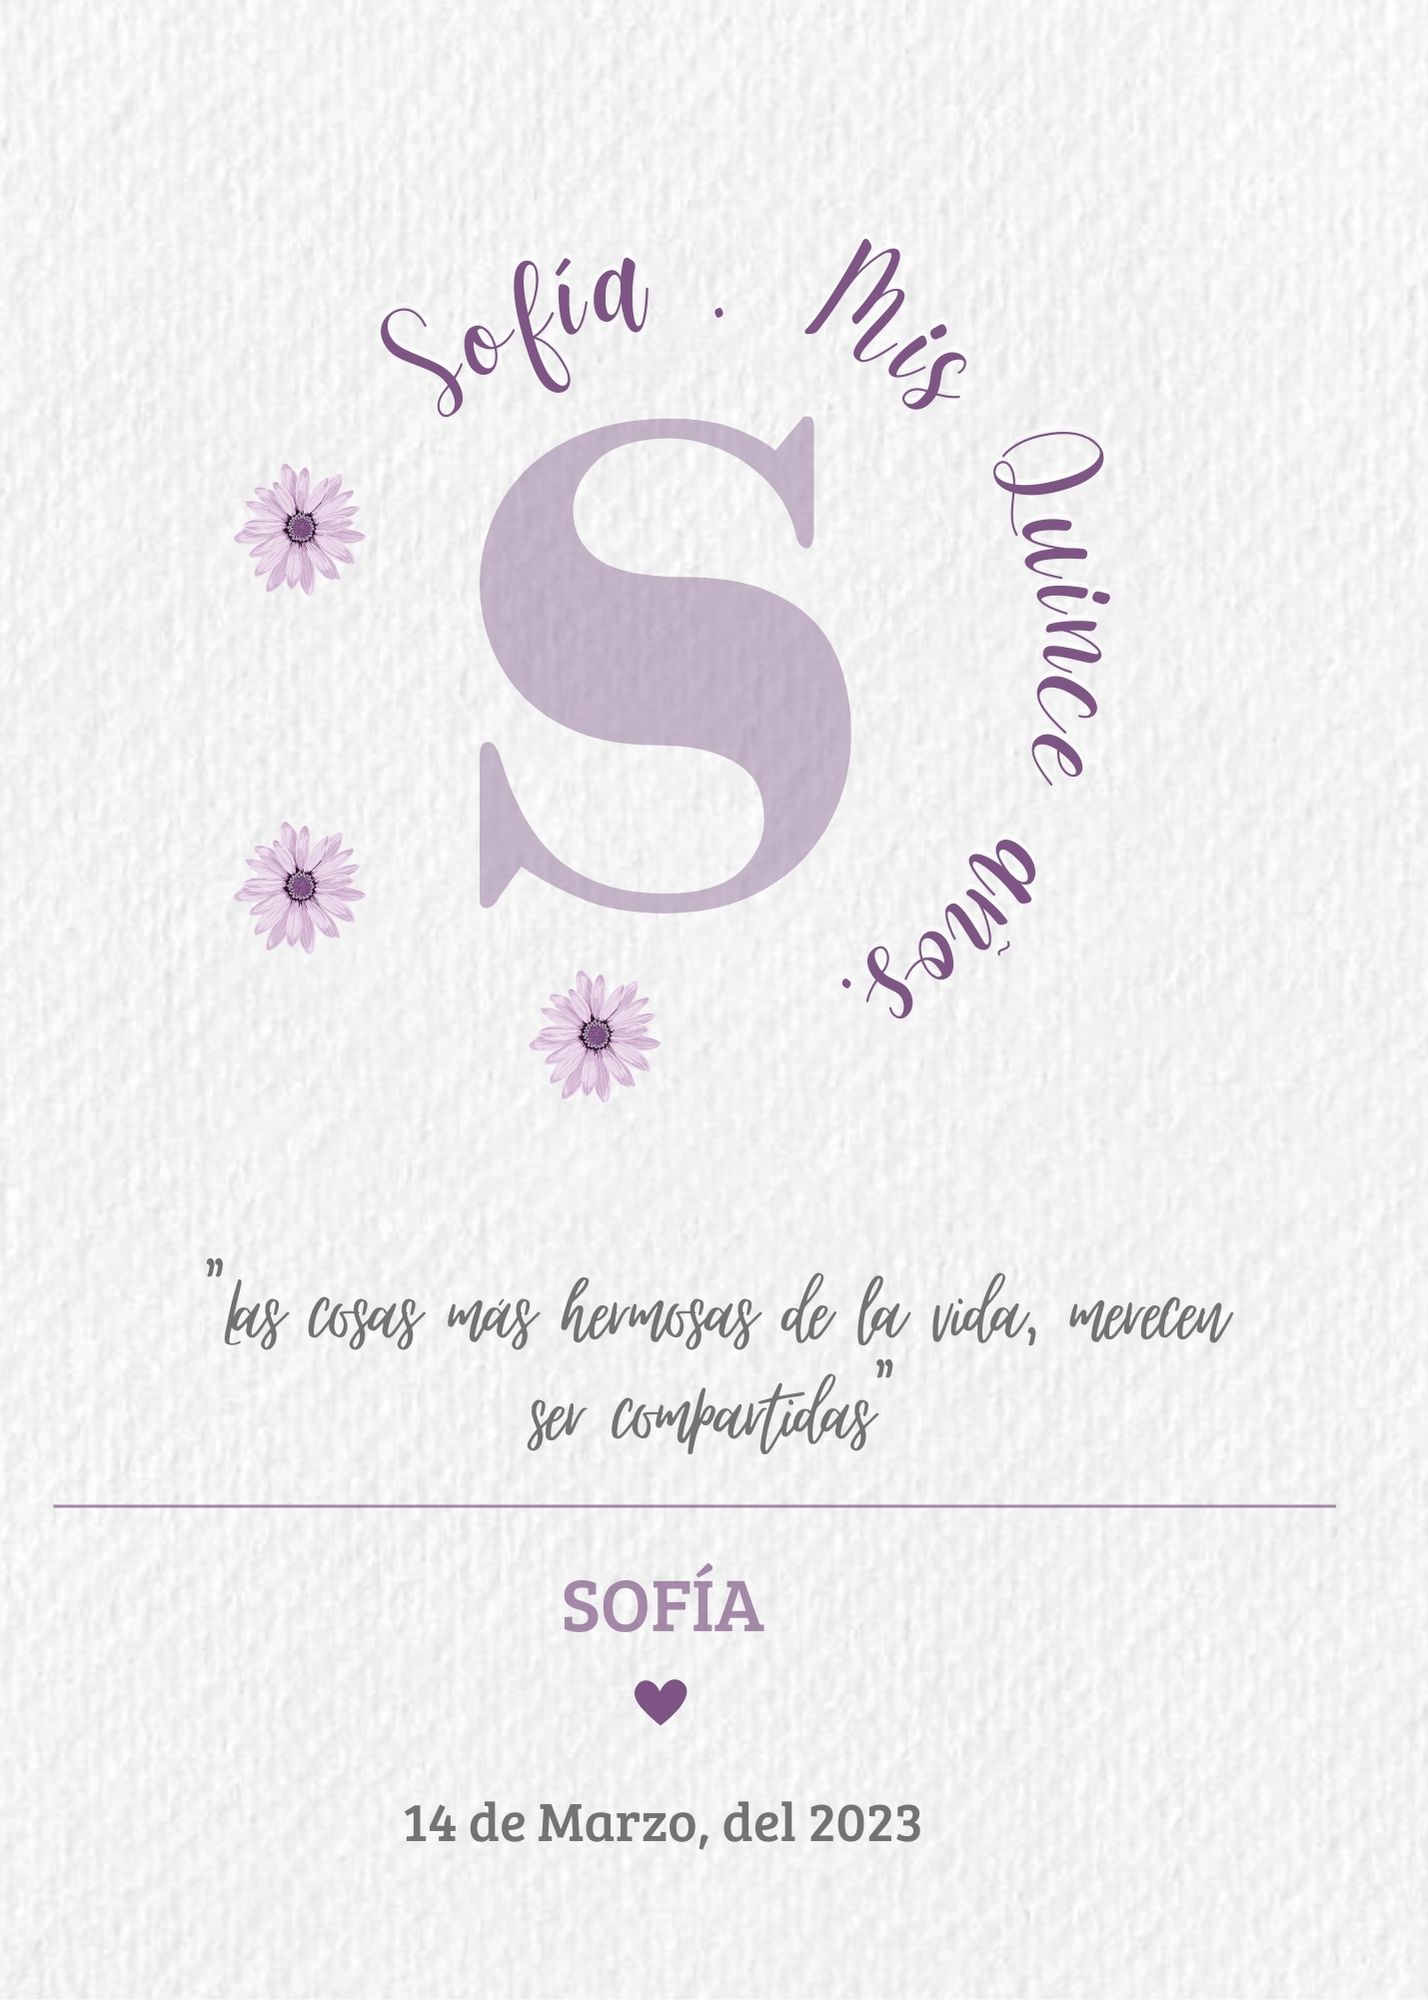 Sofía . Mis Quince años.
S
"las cosas más hermosas de la vida, merecen
ser compartidas"
SOFÍA
14 de Marzo, del 2023